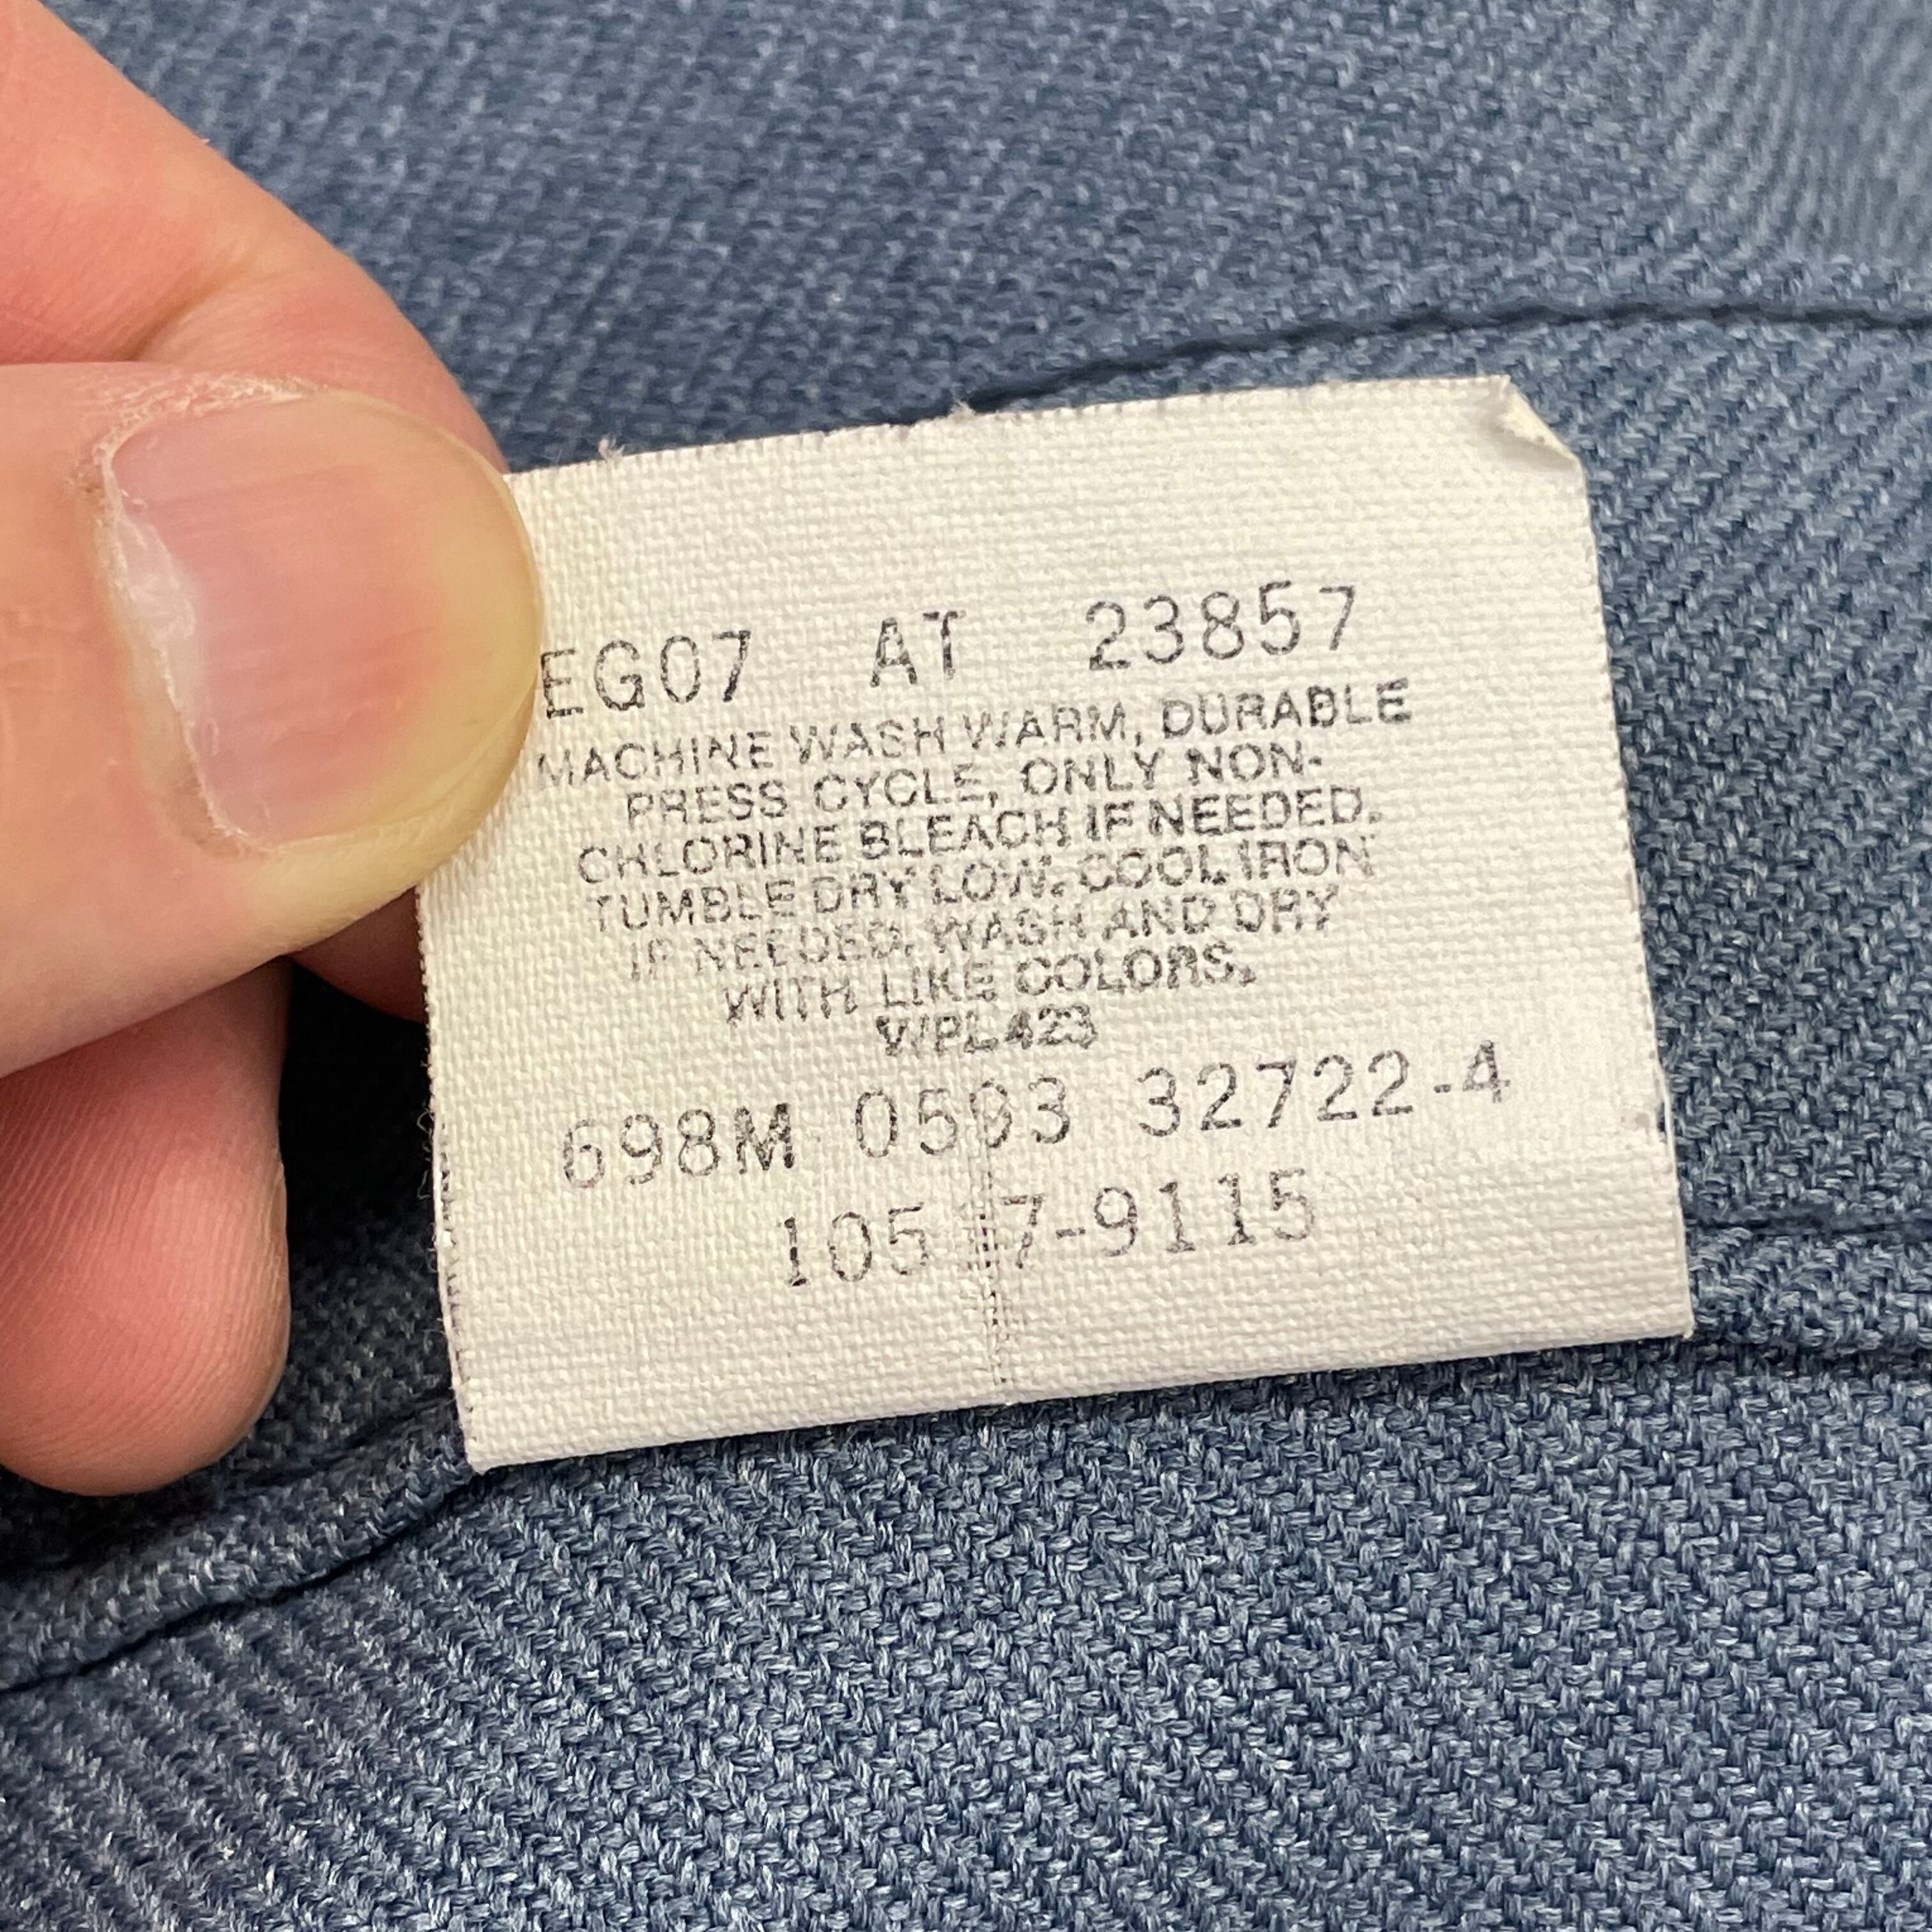 EG07 AT 23857
MACHINE WASH WARM, DURABLE
PRESS CYCLE, ONLY NON-
CHLORINE BLEACH IF NEEDED.
TUMBLE DRY LOW. COOL IRON
IF NEEDED. WASH AND DRY
WITH LIKE COLORS.
WPL423
698M 0593 32722-4